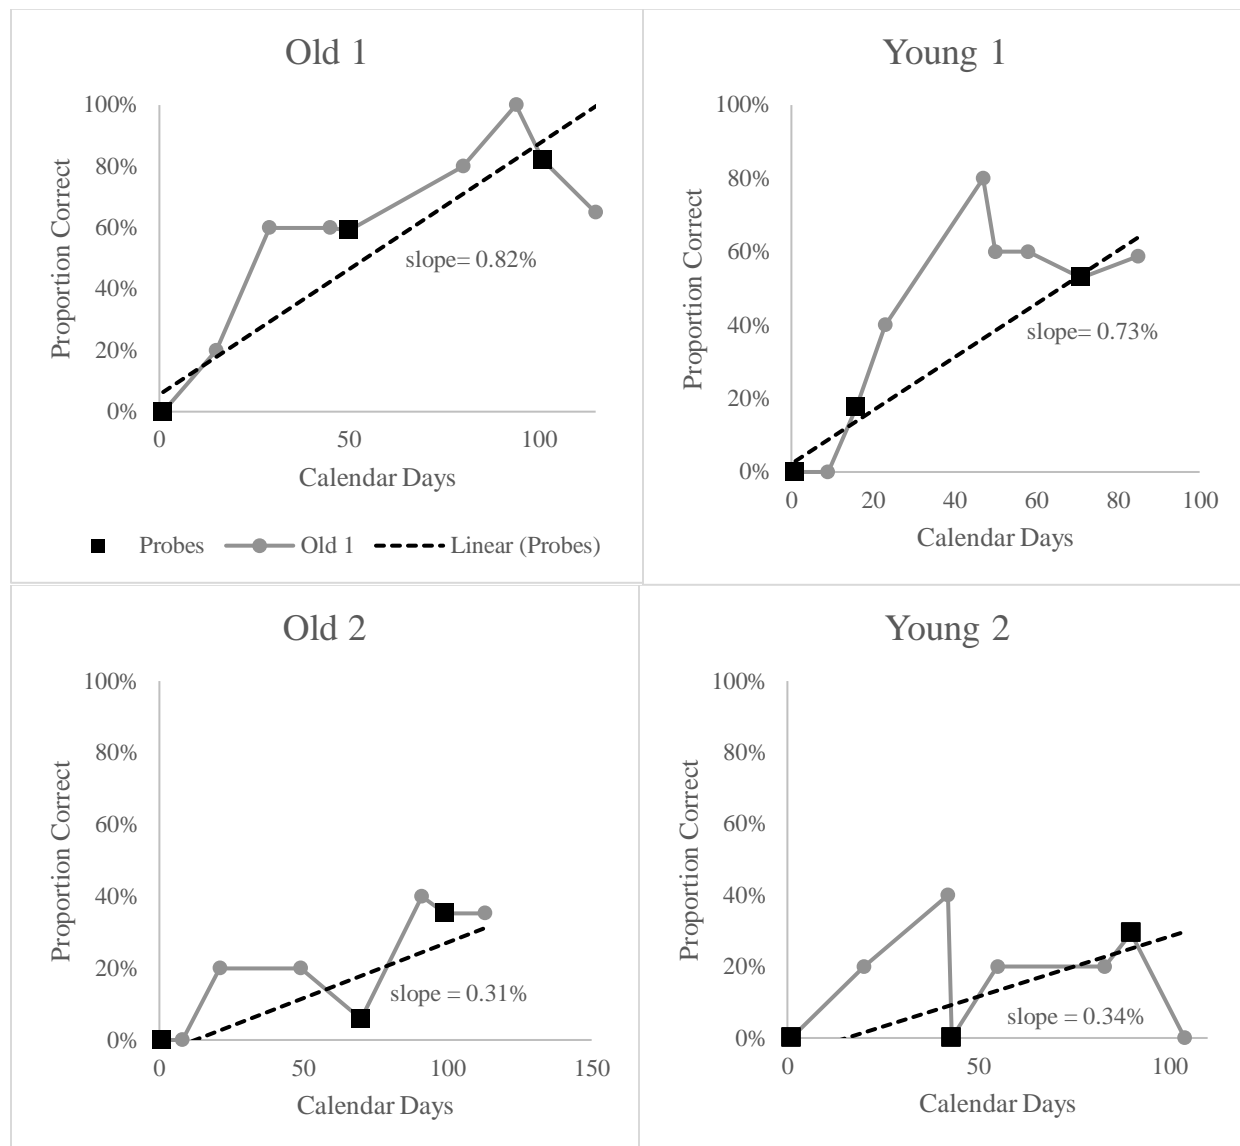 Old 1
100%
80%
60%
40%
20%
0%
Proportion Correct
slope= 0.82%
0
50
100
Calendar Days
Probes
Old 1
Linear (Probes)
Young 1
100%
80%
60%
40%
20%
0%
Proportion Correct
slope= 0.73%
0
20
40
60
80
100
Calendar Days
Old 2
100%
80%
60%
40%
20%
0%
Proportion Correct
slope = 0.31%
0
50
100
150
Calendar Days
Young 2
100%
80%
60%
40%
20%
0%
Proportion Correct
slope = 0.34%
0
50
100
Calendar Days